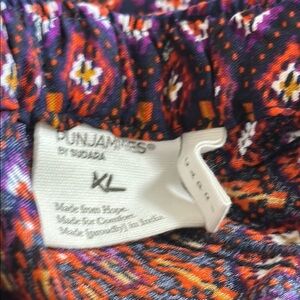 PUNJAMMIES®
BY SUDARA
XL
Made from Hope.
Made for Comfort.
Made [proudly] in India.